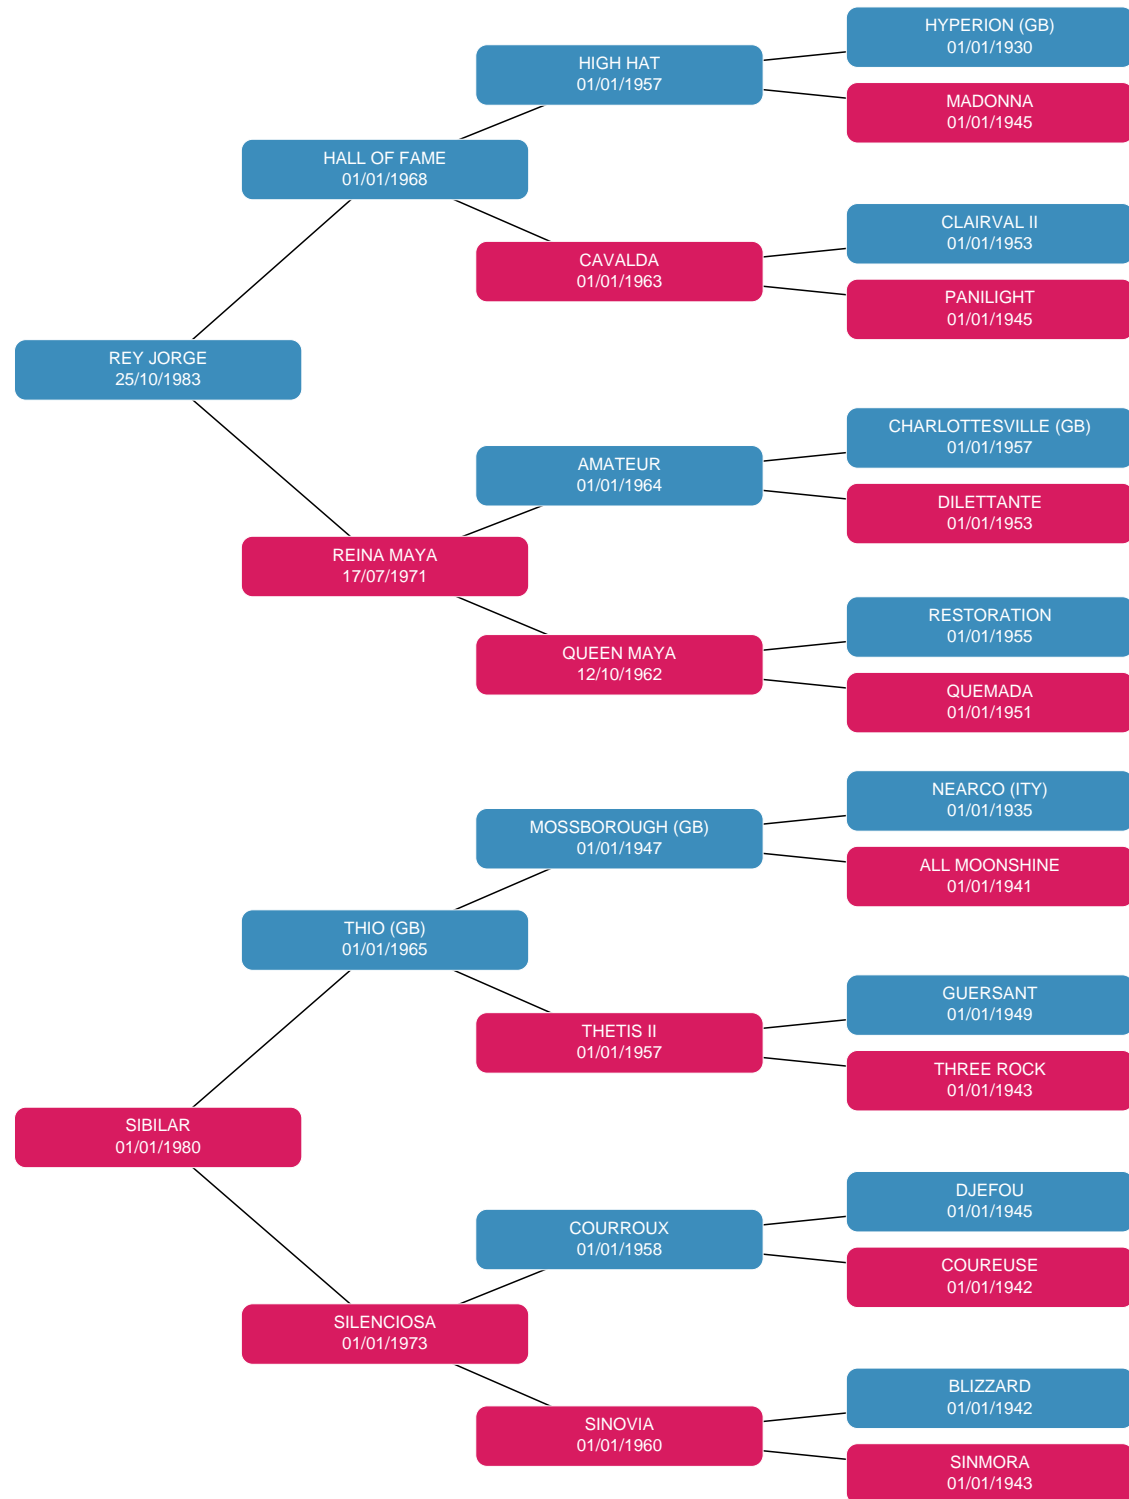 HYPERION (GB)
01/01/1930
HIGH HAT
01/01/1957
MADONNA
01/01/1945
HALL OF FAME
01/01/1968
CLAIRVAL II
01/01/1953
CAVALDA
01/01/1963
PANILIGHT
01/01/1945
REY JORGE
25/10/1983
CHARLOTTESVILLE (GB)
01/01/1957
AMATEUR
01/01/1964
DILETTANTE
01/01/1953
REINA MAYA
17/07/1971
RESTORATION
01/01/1955
QUEEN MAYA
12/10/1962
QUEMADA
01/01/1951
NEARCO (ITY)
01/01/1935
MOSSBOROUGH (GB)
01/01/1947
ALL MOONSHINE
01/01/1941
THIO (GB)
01/01/1965
GUERSANT
01/01/1949
THETIS II
01/01/1957
THREE ROCK
01/01/1943
SIBILAR
01/01/1980
DJEFOU
01/01/1945
COURROUX
01/01/1958
COUREUSE
01/01/1942
SILENCIOSA
01/01/1973
BLIZZARD
01/01/1942
SINOVIA
01/01/1960
SINMORA
01/01/1943